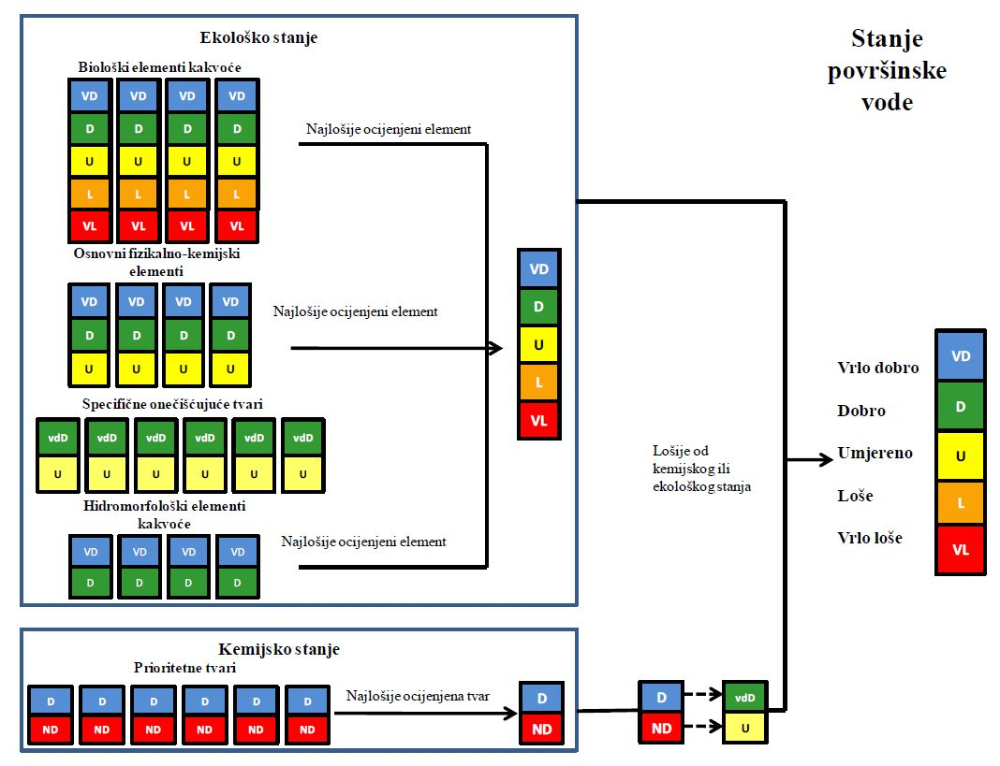 Ekološko stanje
Stanje
površinske
vode
Biološki elementi kakvoće
VD VD VD VD
D D D D
U U U U
L L L L
VL VL VL VL
Najlošije ocijenjeni element
Osnovni fizikalno-kemijski
elementi
VD VD VD VD
D D D D
U U U U
Najlošije ocijenjeni element
Specifične onečišćujuće tvari
vdD vdD vdD vdD vdD vdD
U U U U U U
Hidromorfološki elementi
kakvoće
VD VD VD VD
D D D D
Najlošije ocijenjeni element
VD
D
U
L
VL
Kemijsko stanje
Prioritetne tvari
D D D D D D
ND ND ND ND ND ND
Najlošije ocijenjena tvar
D
ND
D
ND
vdD
U
Lošije od
kemijskog ili
ekološkog stanja
Vrlo dobro
Dobro
Umjereno
Loše
Vrlo loše
VD
D
U
L
VL